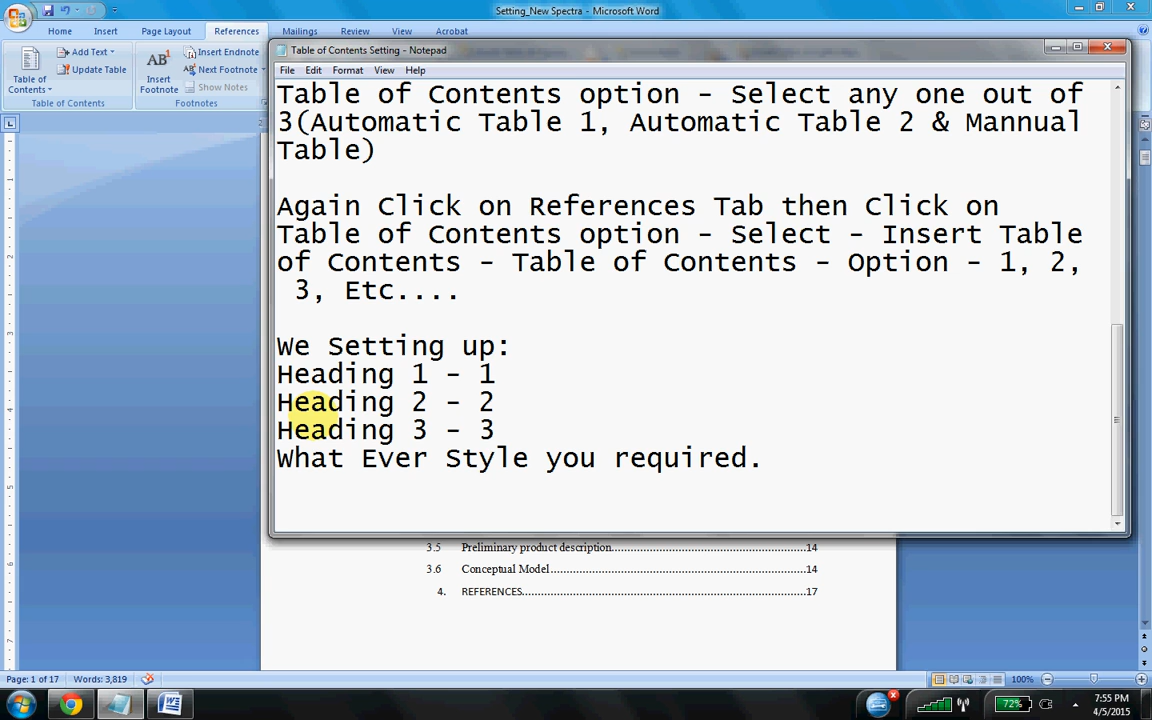 Setting_New Spectra - Microsoft Word
Home Insert Page Layout References Mailings Review View Acrobat
Table of Contents
Add Text
Update Table
Table of Contents
AB¹
Insert Footnote
Insert Endnote
Next Footnote
Show Notes
Footnotes
Table of Contents Setting - Notepad
File Edit Format View Help
Table of Contents option - Select any one out of
3(Automatic Table 1, Automatic Table 2 & Mannual
Table)
Again Click on References Tab then Click on
Table of Contents option - Select - Insert Table
of Contents - Table of Contents - Option - 1, 2,
3, Etc....
We Setting up:
Heading 1 - 1
Heading 2 - 2
Heading 3 - 3
What Ever Style you required.
3.5 Preliminary product description 14
3.6 Conceptual Model 14
4. REFERENCES 17
Page: 1 of 17 Words: 3,819 100%
72%
7:55 PM
4/5/2015